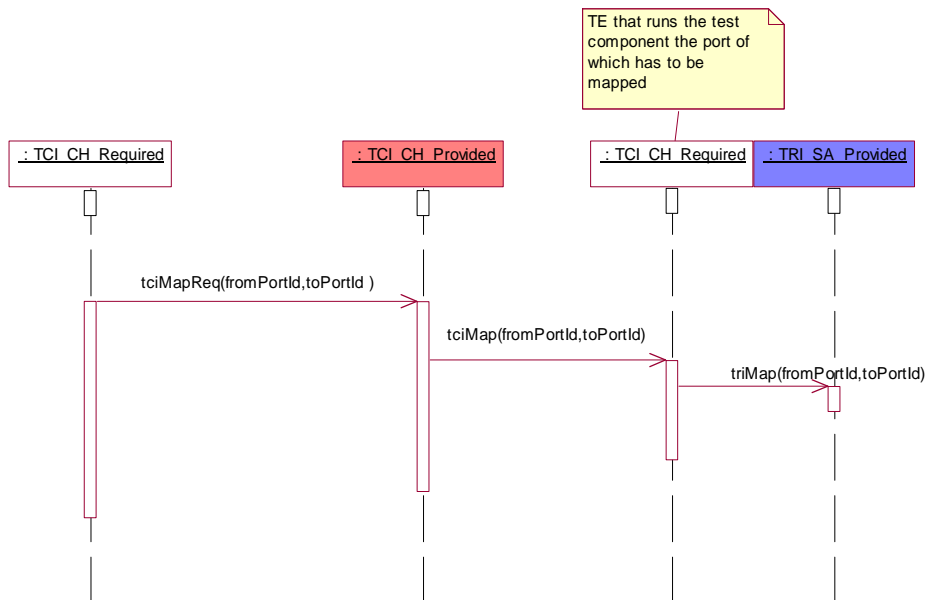 TE that runs the test
component the port of
which has to be
mapped
: TCI_CH_Required
: TCI_CH_Provided
: TCI_CH_Required
: TRI_SA_Provided
tciMapReq(fromPortId,toPortId )
tciMap(fromPortId,toPortId)
triMap(fromPortId,toPortId)